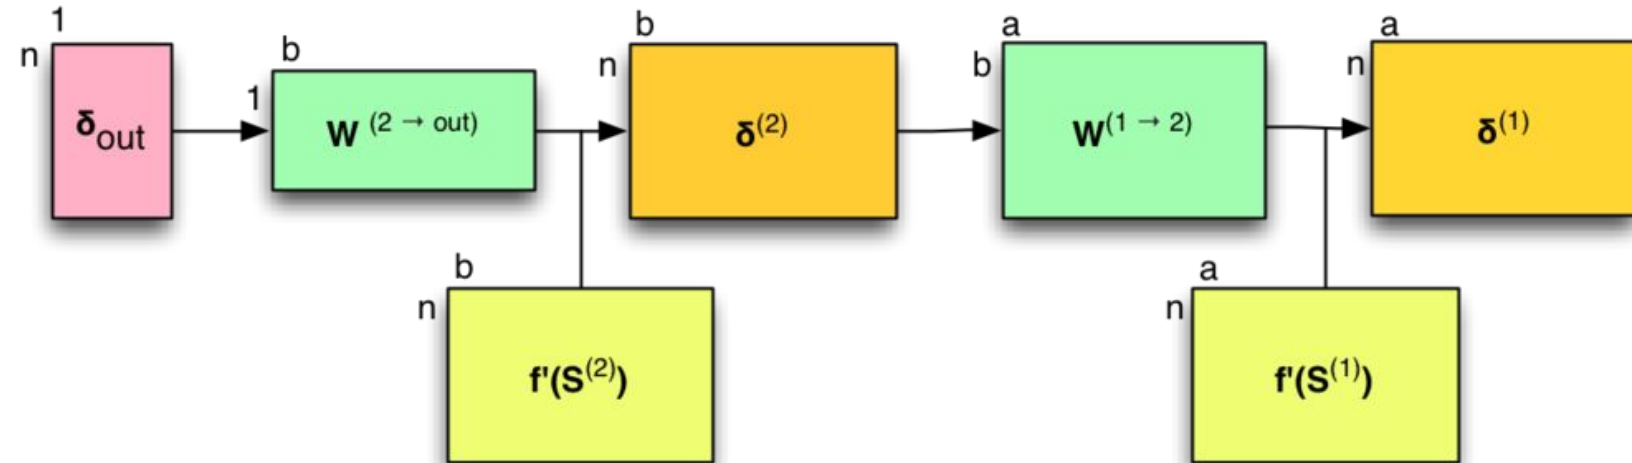 1
n
δout
b
1
W (2 → out)
b
n
δ(2)
a
b
W(1 → 2)
a
n
δ(1)
b
n
f'(S(2))
a
n
f'(S(1))